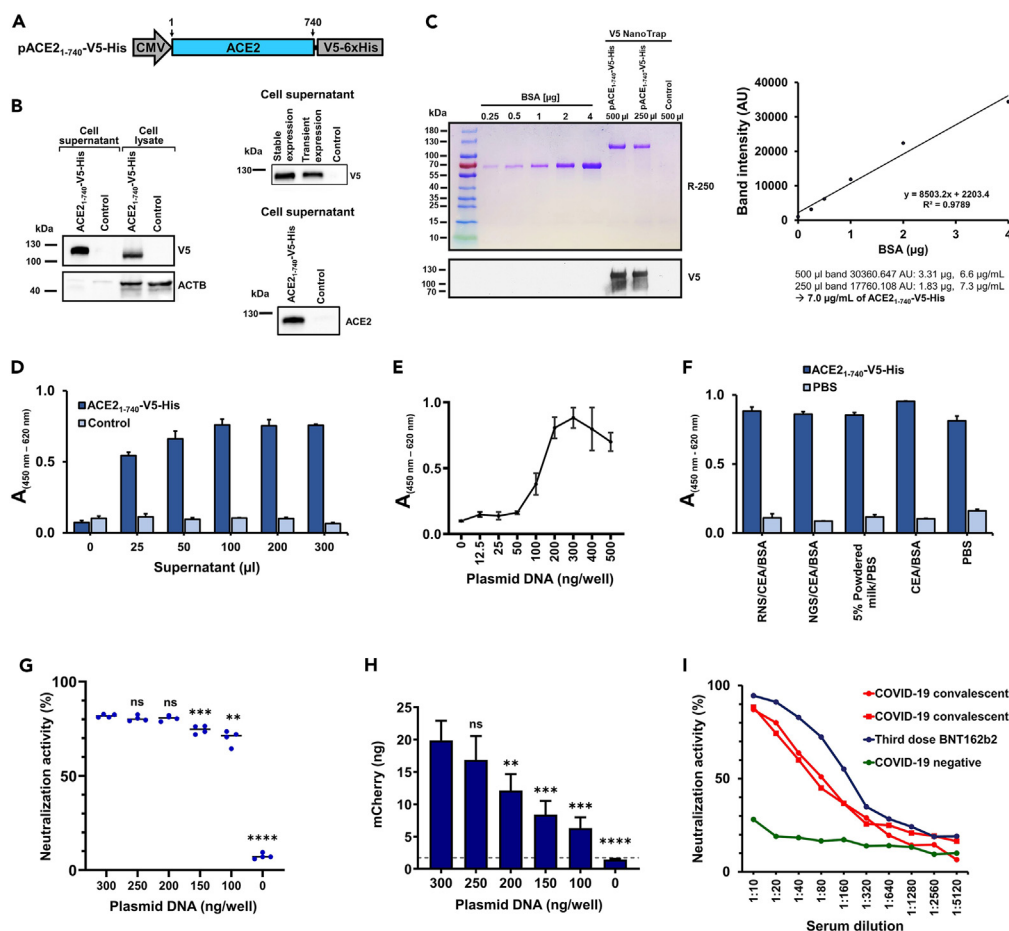 A
1
740
pACE2₁₋₇₄₀-V5-His
CMV
ACE2
V5-6xHis
B
Cell supernatant
Cell lysate
ACE2₁₋₇₄₀-V5-His
Control
ACE2₁₋₇₄₀-V5-His
Control
kDa
130
100
V5
40
ACTB
Cell supernatant
Stable expression
Transient expression
Control
kDa
130
V5
Cell supernatant
ACE2₁₋₇₄₀-V5-His
Control
kDa
130
ACE2
C
V5 NanoTrap
pACE₁₋₇₄₀-V5-His
pACE₁₋₇₄₀-V5-His
Control
BSA [µg]
kDa
0.25 0.5 1 2 4 500 µl 250 µl 500 µl
180
130
100
70
55
40
35
25
15
10
R-250
130
100
70
V5
Band intensity (AU)
40000
30000
20000
10000
0
y = 8503.2x + 2203.4
R² = 0.9789
0 1 2 3 4
BSA (µg)
500 µl band 30360.647 AU: 3.31 µg, 6.6 µg/mL
250 µl band 17760.108 AU: 1.83 µg, 7.3 µg/mL
→ 7.0 µg/mL of ACE2₁₋₇₄₀-V5-His
D
ACE2₁₋₇₄₀-V5-His
Control
A(450 nm – 620 nm)
1.0
0.5
0.0
0 25 50 100 200 300
Supernatant (µl)
E
A(450 nm – 620 nm)
1.0
0.5
0.0
0 12.5 25 50 100 200 300 400 500
Plasmid DNA (ng/well)
F
ACE2₁₋₇₄₀-V5-His
PBS
A(450 nm - 620 nm)
1.0
0.5
0.0
RNS/CEA/BSA
NGS/CEA/BSA
5% Powdered milk/PBS
CEA/BSA
PBS
G
Neutralization activity (%)
100
50
0
ns ns *** ** ****
300 250 200 150 100 0
Plasmid DNA (ng/well)
H
mCherry (ng)
25
20
15
10
5
0
ns ** *** *** ****
300 250 200 150 100 0
Plasmid DNA (ng/well)
I
Neutralization activity (%)
100
50
0
COVID-19 convalescent
COVID-19 convalescent
Third dose BNT162b2
COVID-19 negative
1:10
1:20
1:40
1:80
1:160
1:320
1:640
1:1280
1:2560
1:5120
Serum dilution